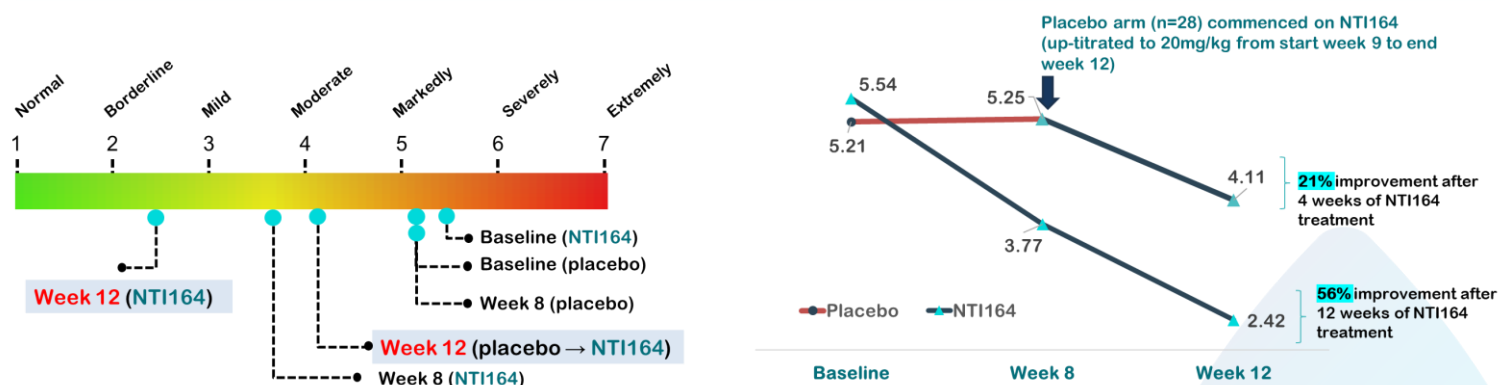 Normal
Borderline
Mild
Moderate
Markedly
Severely
Extremely
1 2 3 4 5 6 7
Baseline (NTI164)
Baseline (placebo)
Week 12 (NTI164)
Week 8 (placebo)
Week 12 (placebo → NTI164)
Week 8 (NTI164)
Placebo arm (n=28) commenced on NTI164
(up-titrated to 20mg/kg from start week 9 to end
week 12)
5.54
5.25
5.21
4.11
21% improvement after
4 weeks of NTI164
treatment
3.77
Placebo NTI164
2.42
56% improvement after
12 weeks of NTI164
treatment
Baseline Week 8 Week 12